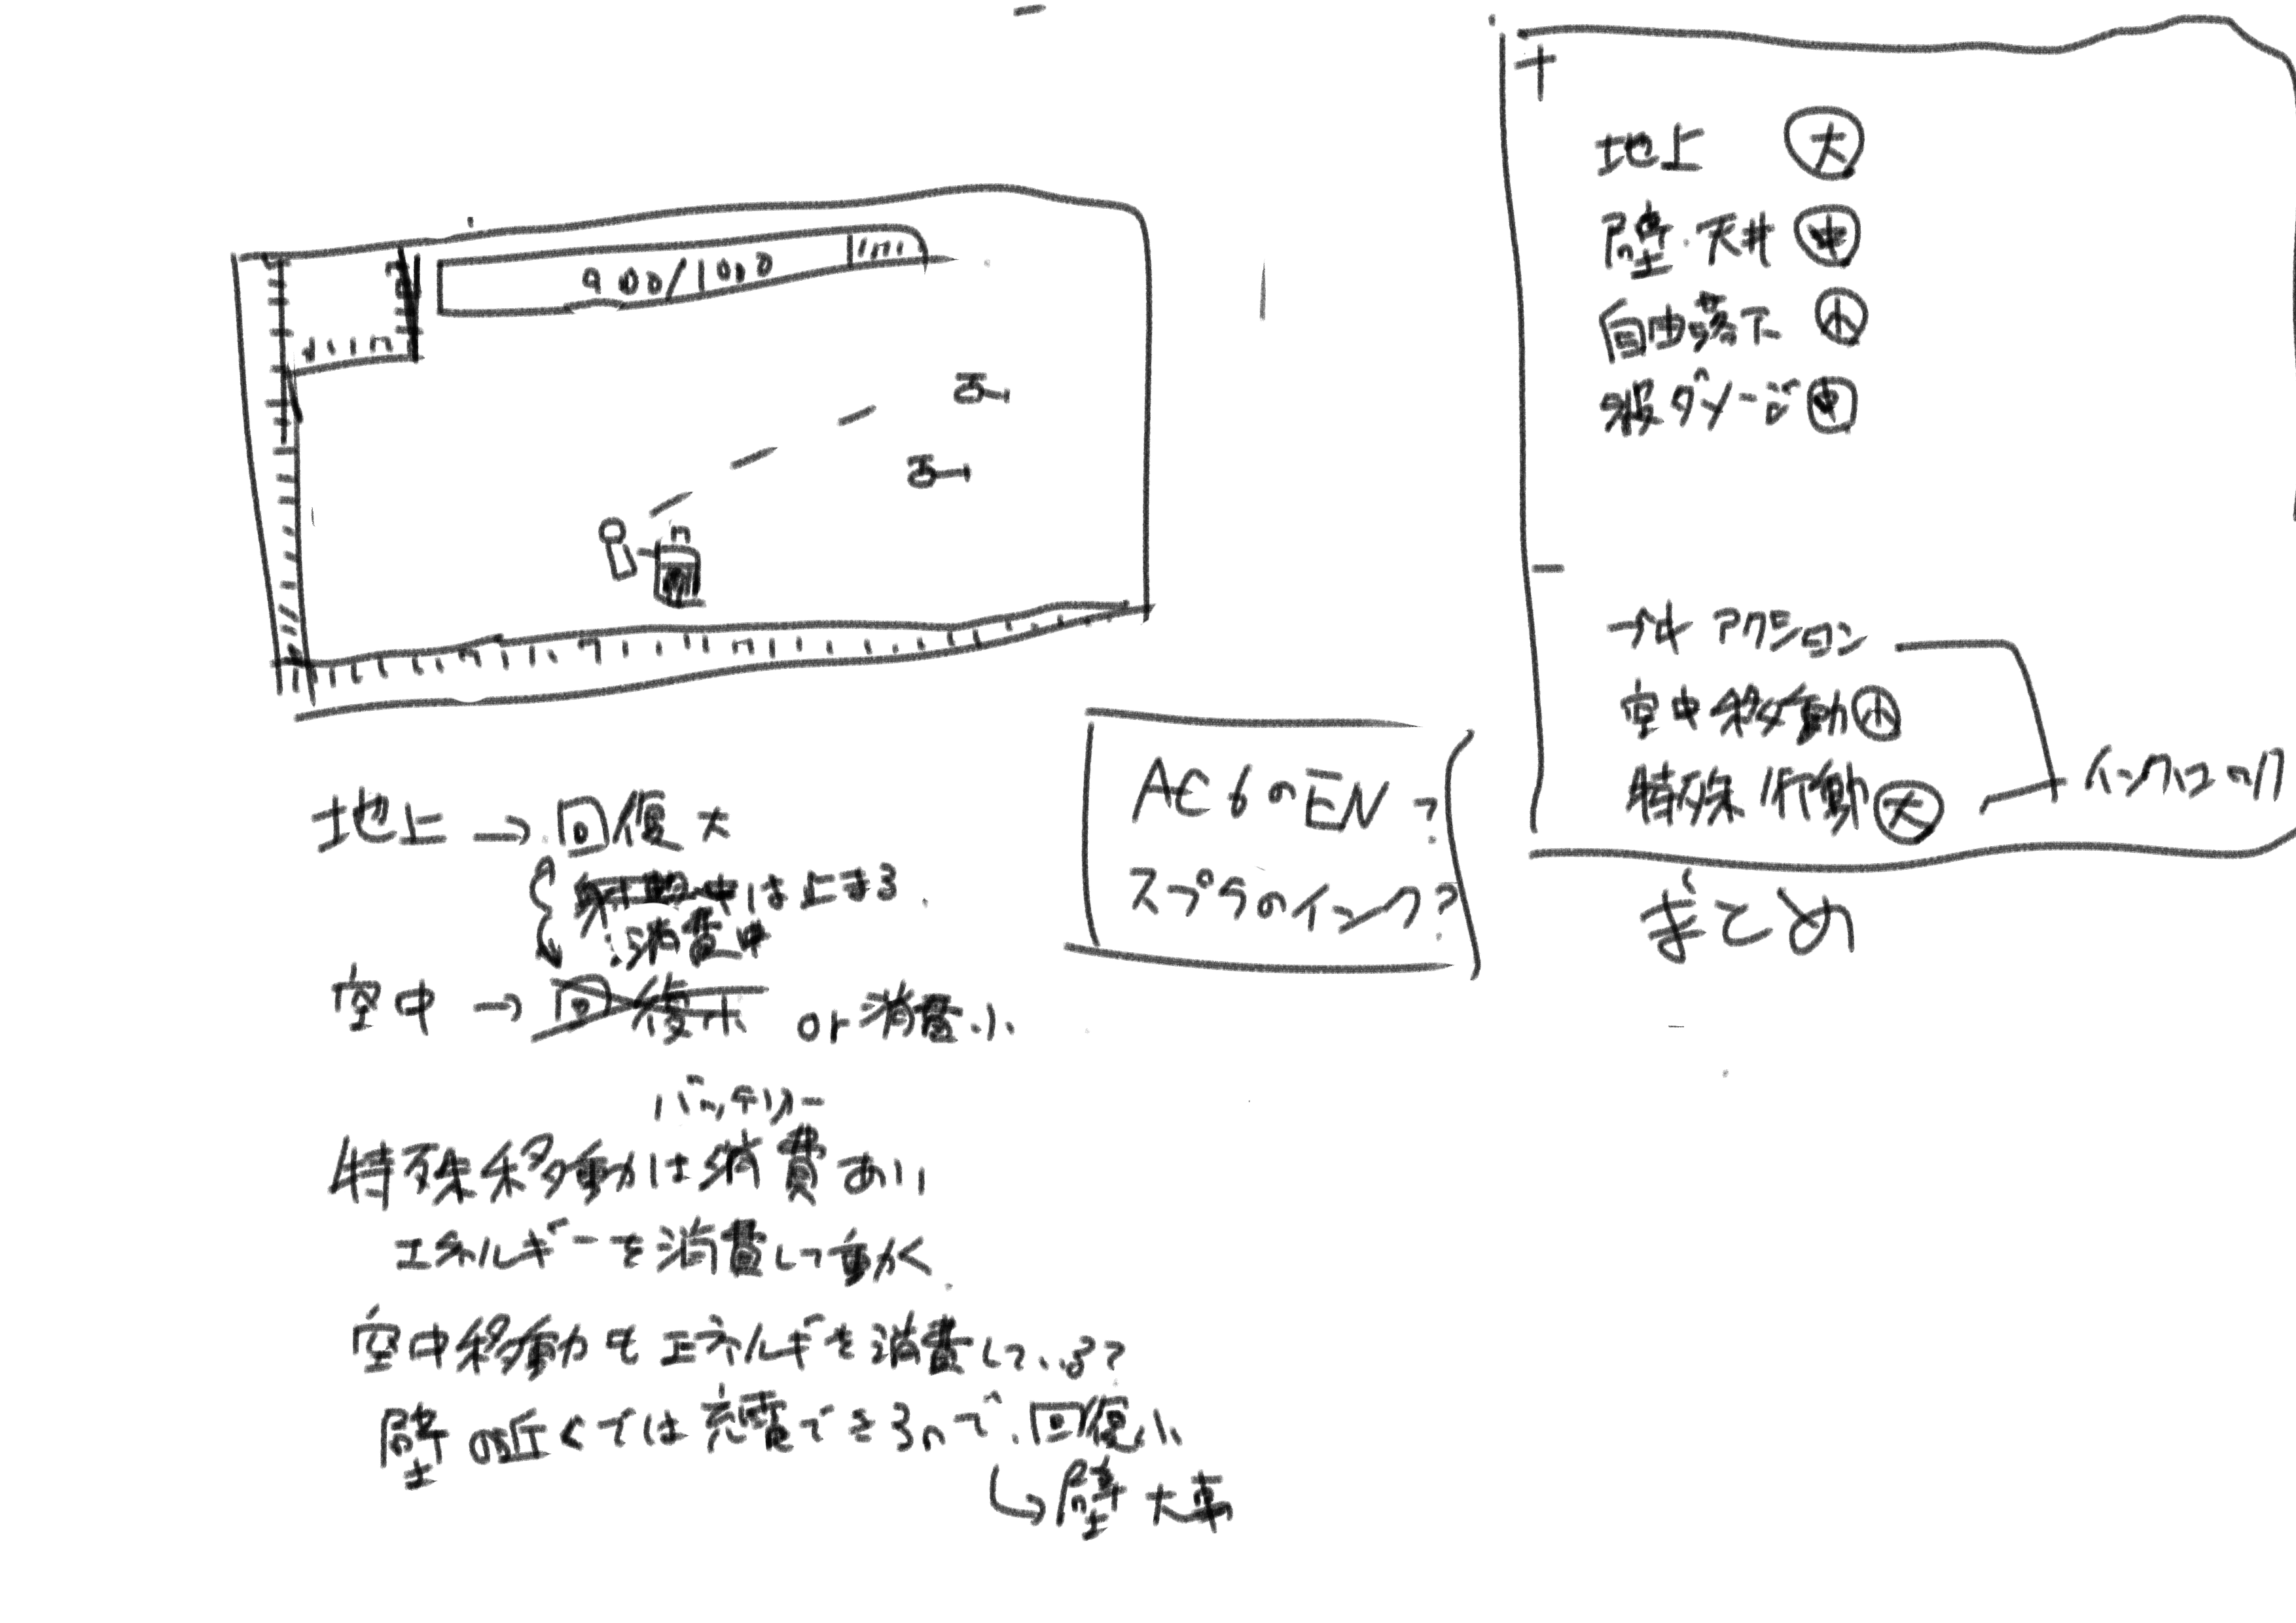 900/1000
地上→回復大
射撃中は止まる.
消費中
空中→回復小 or 消費小
バッテリー
特殊移動は消費あり
エネルギーを消費して動く
空中移動もエネルギを消費している?
壁の近くでは充電できるので、回復小
↳壁大事
AC6のEN?
スプラのインク?
+
地上 大
壁・天井 中
自由落下 小
被ダメージ 中
-
アクション
空中移動 小
特殊行動 大
インクロック
まとめ